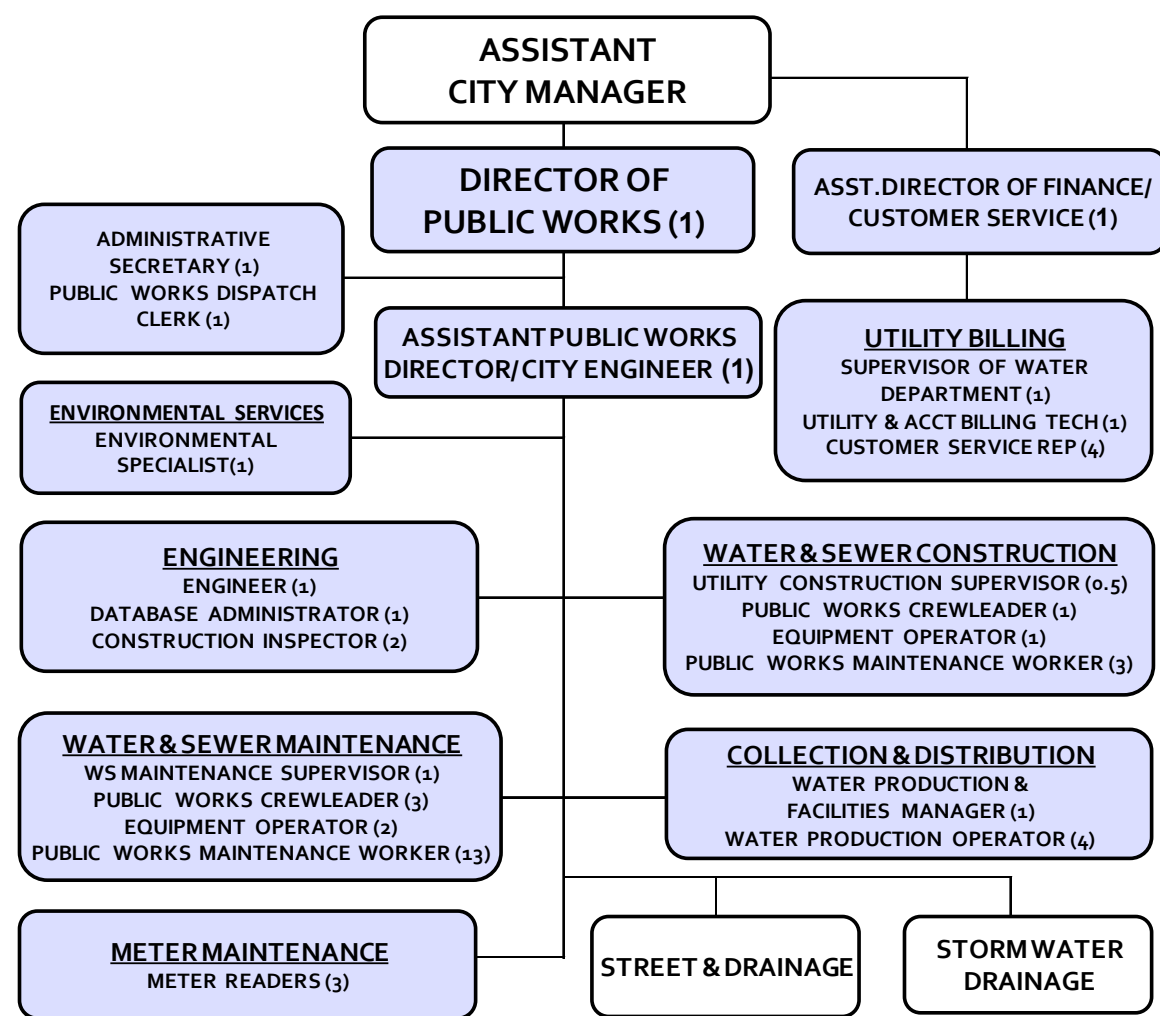 ASSISTANT
CITY MANAGER
DIRECTOR OF
PUBLIC WORKS (1)
ASST. DIRECTOR OF FINANCE/
CUSTOMER SERVICE (1)
ADMINISTRATIVE
SECRETARY (1)
PUBLIC WORKS DISPATCH
CLERK (1)
ASSISTANT PUBLIC WORKS
DIRECTOR/ CITY ENGINEER (1)
UTILITY BILLING
SUPERVISOR OF WATER
DEPARTMENT (1)
UTILITY & ACCT BILLING TECH (1)
CUSTOMER SERVICE REP (4)
ENVIRONMENTAL SERVICES
ENVIRONMENTAL
SPECIALIST(1)
ENGINEERING
ENGINEER (1)
DATABASE ADMINISTRATOR (1)
CONSTRUCTION INSPECTOR (2)
WATER & SEWER CONSTRUCTION
UTILITY CONSTRUCTION SUPERVISOR (0.5)
PUBLIC WORKS CREWLEADER (1)
EQUIPMENT OPERATOR (1)
PUBLIC WORKS MAINTENANCE WORKER (3)
WATER & SEWER MAINTENANCE
WS MAINTENANCE SUPERVISOR (1)
PUBLIC WORKS CREWLEADER (3)
EQUIPMENT OPERATOR (2)
PUBLIC WORKS MAINTENANCE WORKER (13)
COLLECTION & DISTRIBUTION
WATER PRODUCTION &
FACILITIES MANAGER (1)
WATER PRODUCTION OPERATOR (4)
METER MAINTENANCE
METER READERS (3)
STREET & DRAINAGE
STORM WATER
DRAINAGE